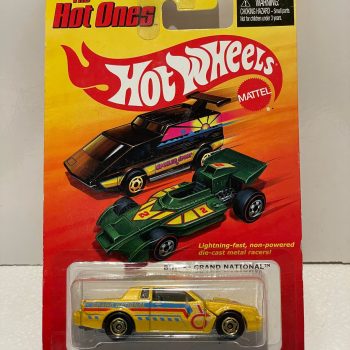 The
Hot Ones
WARNING:
CHOKING HAZARD – Small parts.
Not for children under 3 years.
Hot Wheels
MATTEL
Lightning-fast, non-powered
die-cast metal racers!
GRAND NATIONAL™